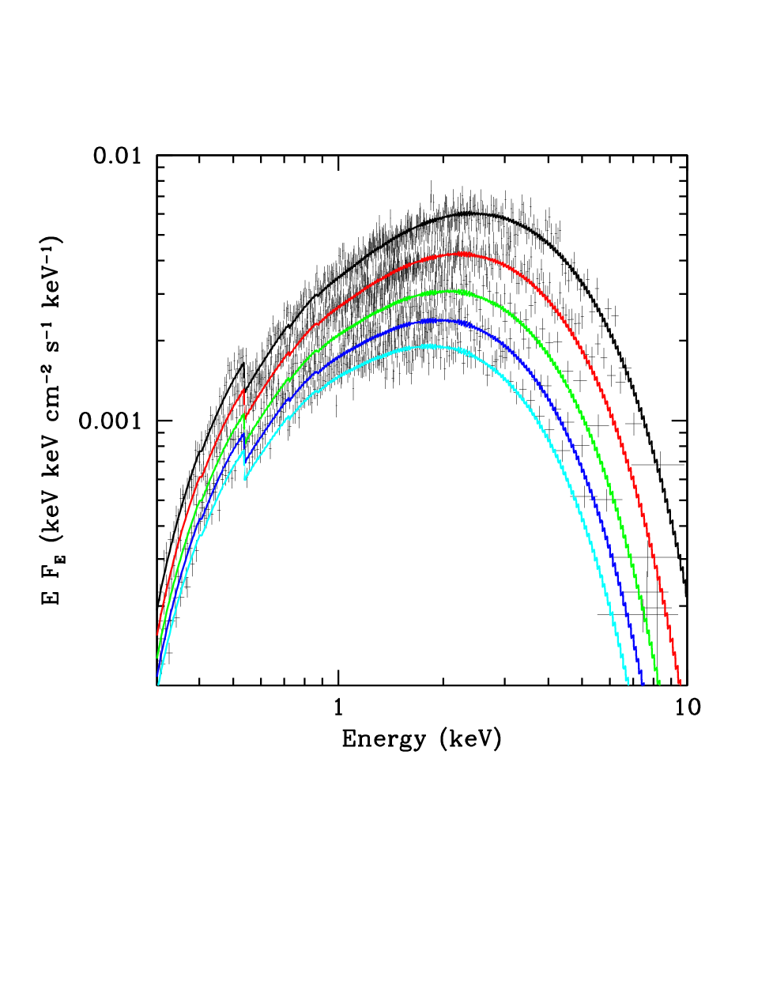 0.01
0.001
E F_E (keV keV cm⁻² s⁻¹ keV⁻¹)
1 10
Energy (keV)